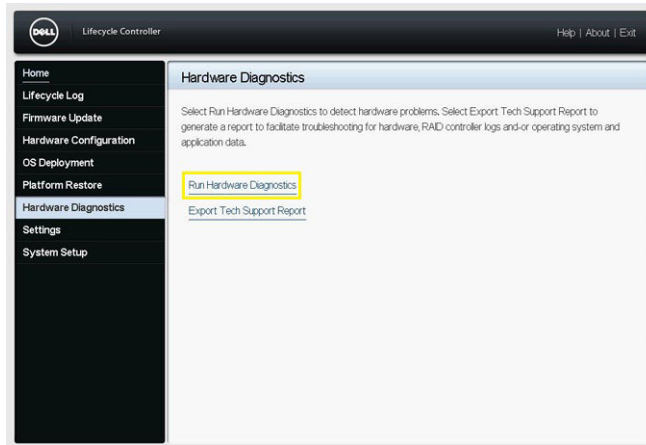 DELL
Lifecycle Controller
Help | About | Exit
Home
Lifecycle Log
Firmware Update
Hardware Configuration
OS Deployment
Platform Restore
Hardware Diagnostics
Settings
System Setup
Hardware Diagnostics
Select Run Hardware Diagnostics to detect hardware problems. Select Export Tech Support Report to
generate a report to facilitate troubleshooting for hardware, RAID controller logs and-or operating system and
application data.
Run Hardware Diagnostics
Export Tech Support Report